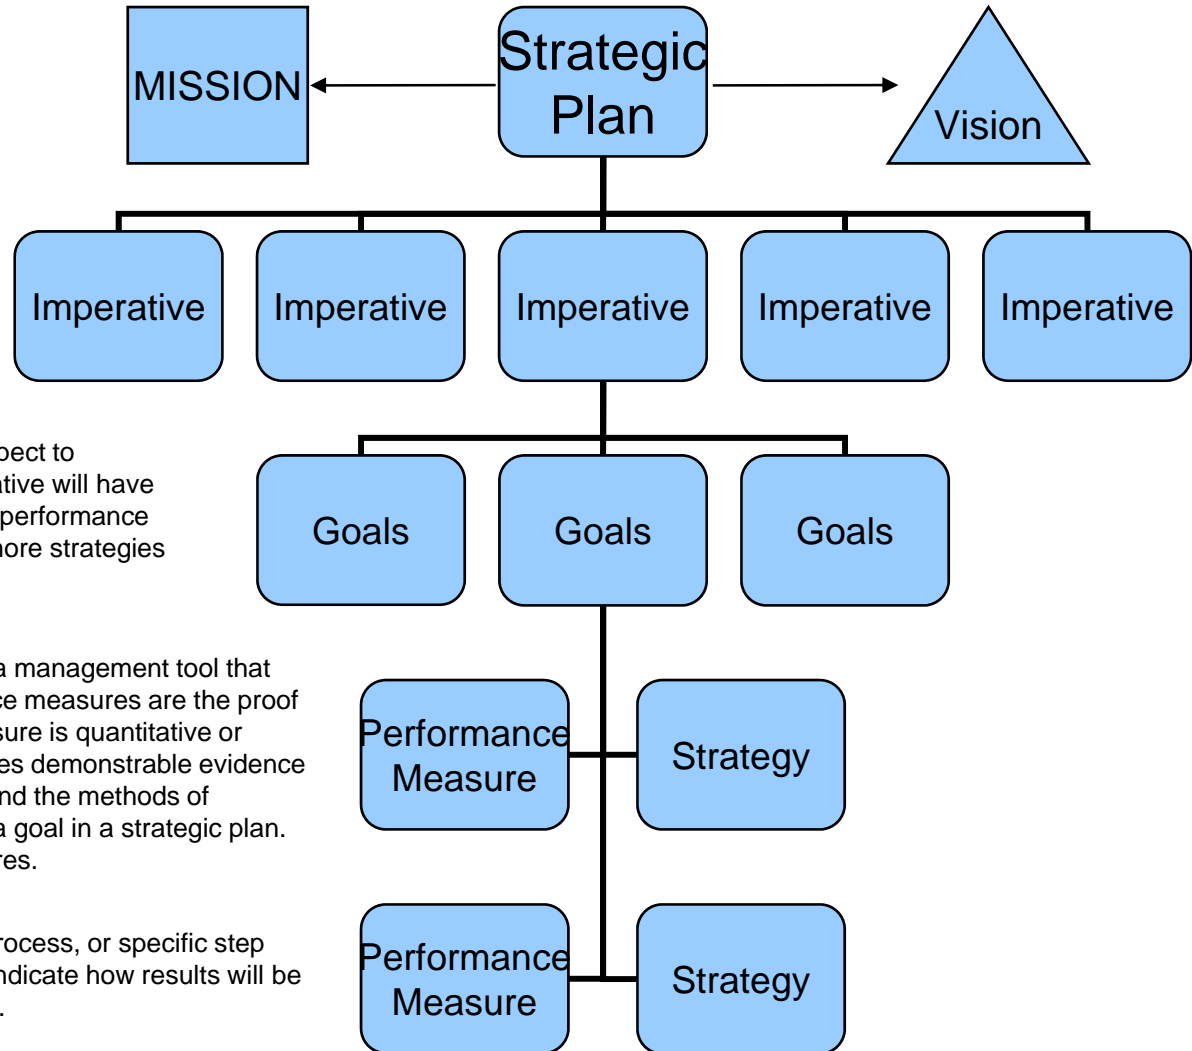 Strategic
Plan
MISSION
Vision
Imperative
Imperative
Imperative
Imperative
Imperative
Goals
Goals
Goals
to
ative will have
performance
more strategies
a management tool that
ce measures are the proof
sure is quantitative or
es demonstrable evidence
nd the methods of
a goal in a strategic plan.
res.
Performance
Measure
Strategy
rocess, or specific step
ndicate how results will be
.
Performance
Measure
Strategy